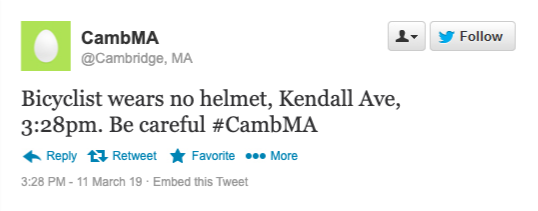 CambMA
@Cambridge, MA
Follow
Bicyclist wears no helmet, Kendall Ave,
3:28pm. Be careful #CambMA
Reply Retweet Favorite More
3:28 PM - 11 March 19 · Embed this Tweet